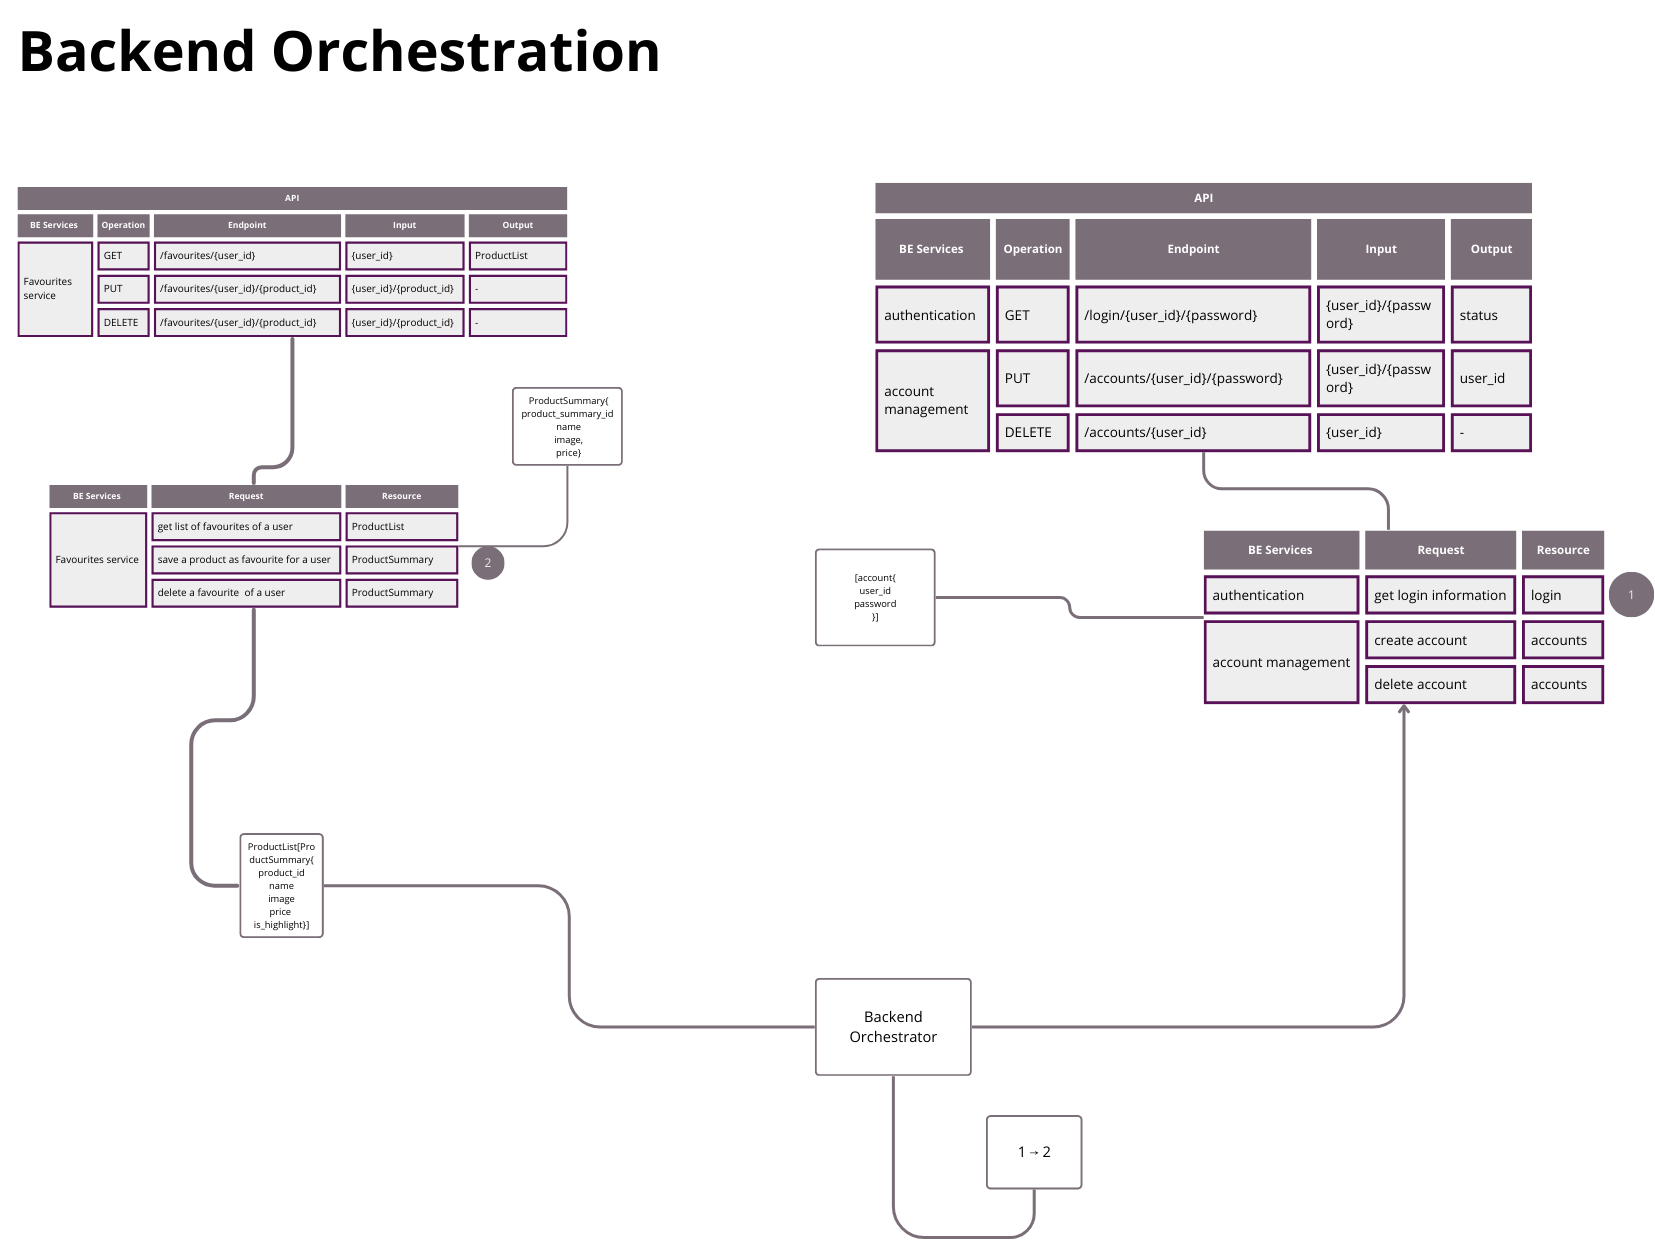 Backend Orchestration
API
BE Services Operation Endpoint Input Output
Favourites
service
GET /favourites/{user_id} {user_id} ProductList
PUT /favourites/{user_id}/{product_id} {user_id}/{product_id} -
DELETE /favourites/{user_id}/{product_id} {user_id}/{product_id} -
ProductSummary{
product_summary_id
name
image,
price}
BE Services Request Resource
Favourites service
get list of favourites of a user ProductList
save a product as favourite for a user ProductSummary
2
delete a favourite of a user ProductSummary
ProductList[Pro
ductSummary{
product_id
name
image
price
is_highlight}]
API
BE Services Operation Endpoint Input Output
authentication GET /login/{user_id}/{password} {user_id}/{passw
ord} status
account
management
PUT /accounts/{user_id}/{password} {user_id}/{passw
ord} user_id
DELETE /accounts/{user_id} {user_id} -
[account{
user_id
password
}]
BE Services Request Resource
authentication get login information login
1
account management
create account accounts
delete account accounts
Backend
Orchestrator
1→2